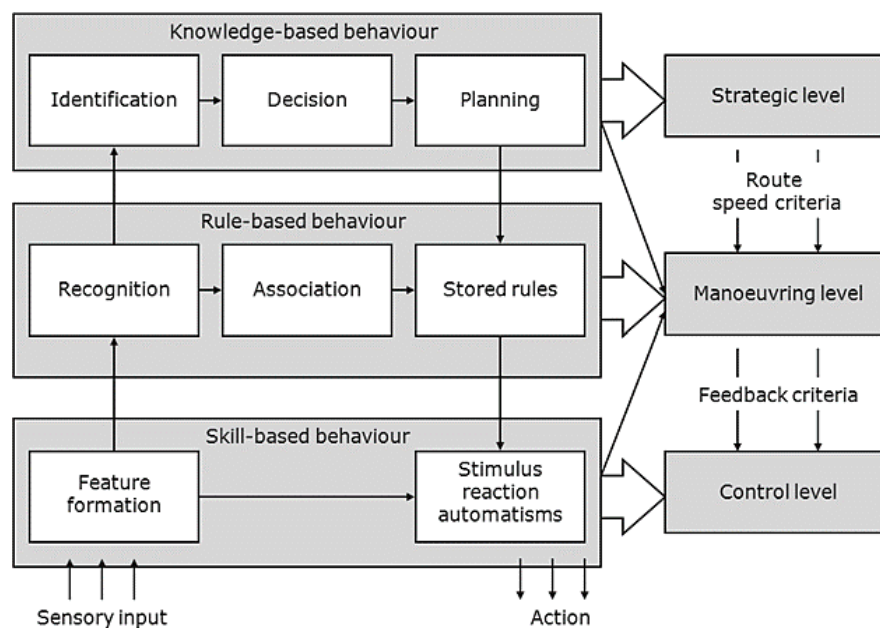 Knowledge-based behaviour
Identification
Decision
Planning
Strategic level
Route
speed criteria
Rule-based behaviour
Recognition
Association
Stored rules
Manoeuvring level
Feedback criteria
Skill-based behaviour
Feature
formation
Stimulus
reaction
automatisms
Control level
Sensory input
Action